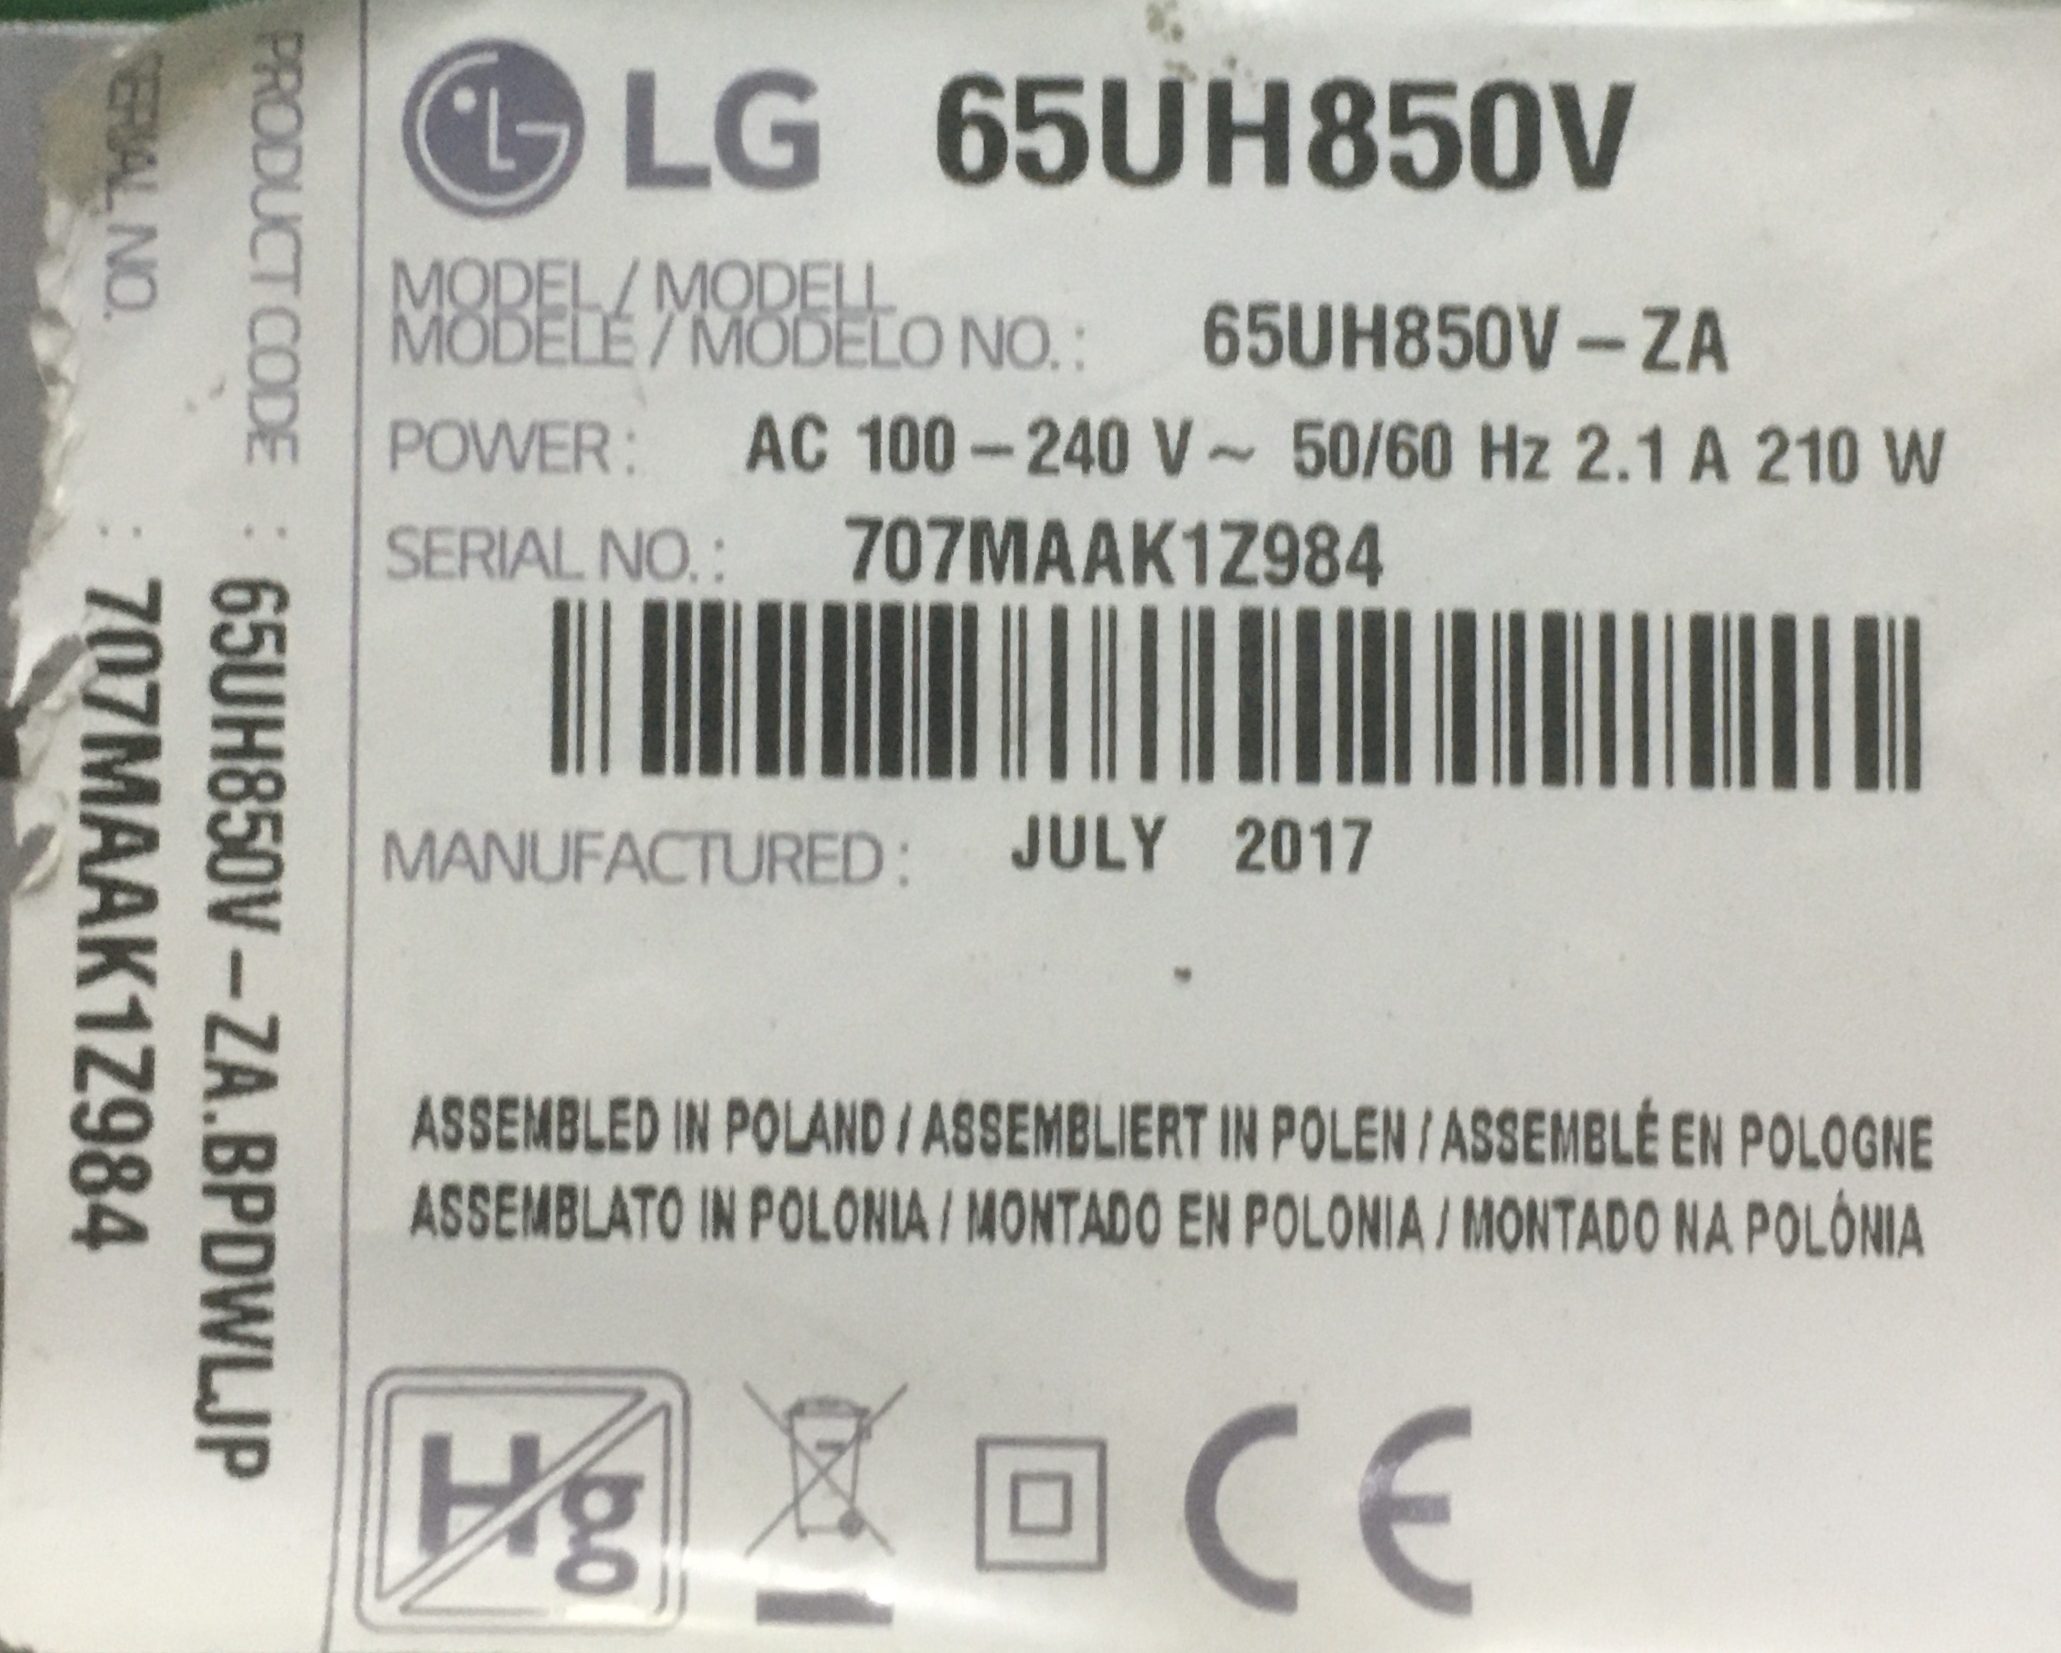 LG 65UH850V
MODEL / MODELL
MODÈLE / MODELO NO. : 65UH850V-ZA
POWER : AC 100-240 V~ 50/60 Hz 2.1 A 210 W
SERIAL NO. : 707MAAK1Z984
MANUFACTURED : JULY 2017
ASSEMBLED IN POLAND / ASSEMBLIERT IN POLEN / ASSEMBLÉ EN POLOGNE
ASSEMBLATO IN POLONIA / MONTADO EN POLONIA / MONTADO NA POLÓNIA
Hg CE
PRODUCT CODE : 65UH850V-ZA.BPDWLJP
SERIAL NO. : 707MAAK1Z984